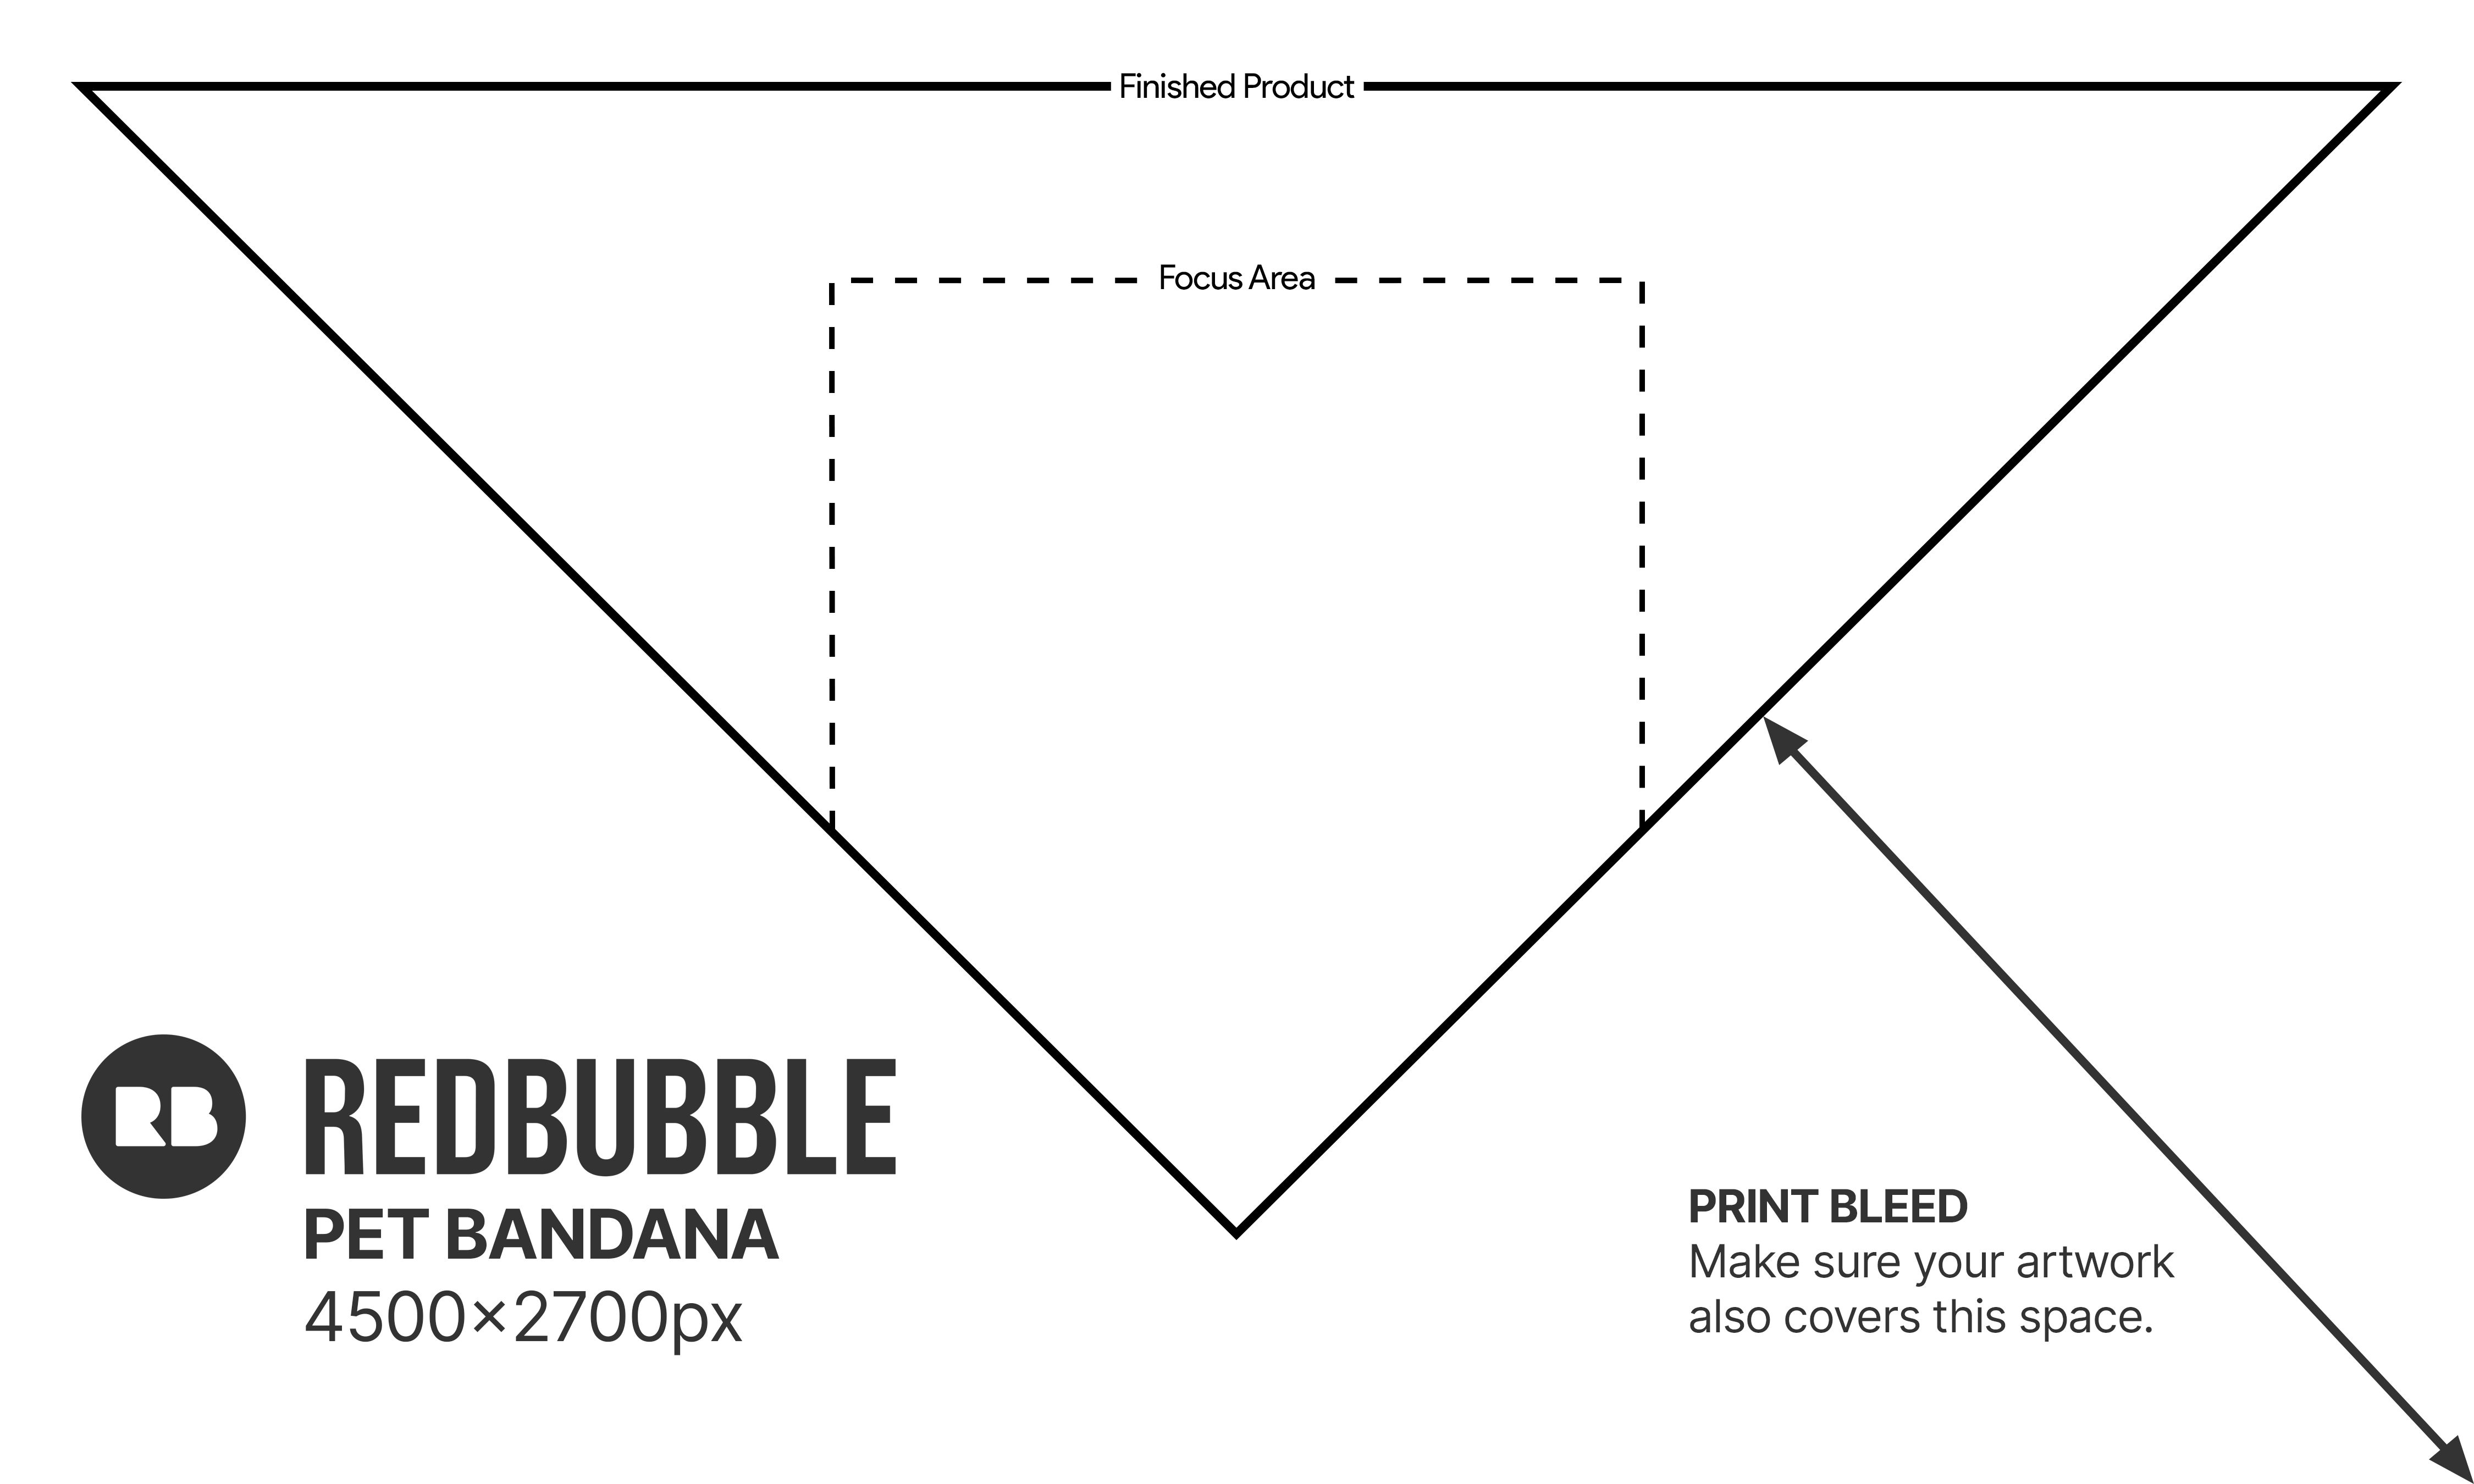 Finished Product
Focus Area
RB
REDBUBBLE
PET BANDANA
4500×2700px
PRINT BLEED
Make sure your artwork
also covers this space.